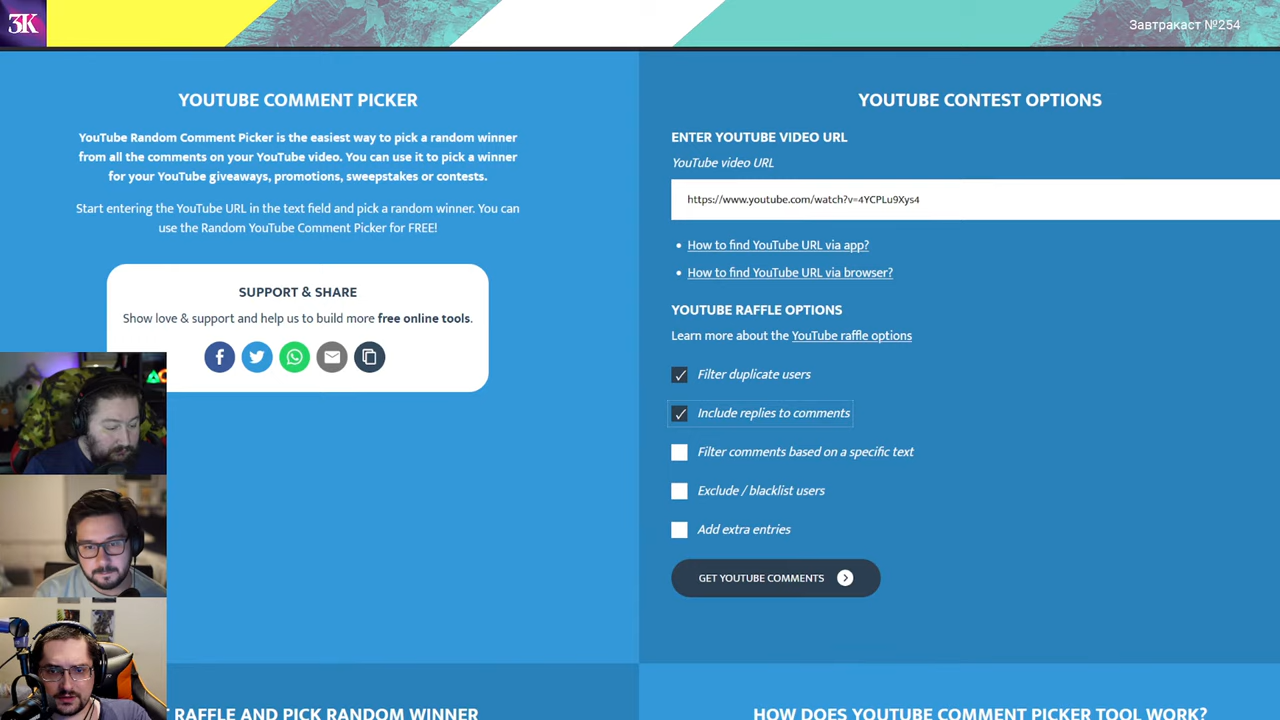 3K
Завтракаст №254
YOUTUBE COMMENT PICKER
YouTube Random Comment Picker is the easiest way to pick a random winner
from all the comments on your YouTube video. You can use it to pick a winner
for your YouTube giveaways, promotions, sweepstakes or contests.
Start entering the YouTube URL in the text field and pick a random winner. You can
use the Random YouTube Comment Picker for FREE!
SUPPORT & SHARE
Show love & support and help us to build more free online tools.
YOUTUBE CONTEST OPTIONS
ENTER YOUTUBE VIDEO URL
YouTube video URL
https://www.youtube.com/watch?v=4YCPLu9Xys4
How to find YouTube URL via app?
How to find YouTube URL via browser?
YOUTUBE RAFFLE OPTIONS
Learn more about the YouTube raffle options
Filter duplicate users
Include replies to comments
Filter comments based on a specific text
Exclude / blacklist users
Add extra entries
GET YOUTUBE COMMENTS
RAFFLE AND PICK RANDOM WINNER
HOW DOES YOUTUBE COMMENT PICKER TOOL WORK?